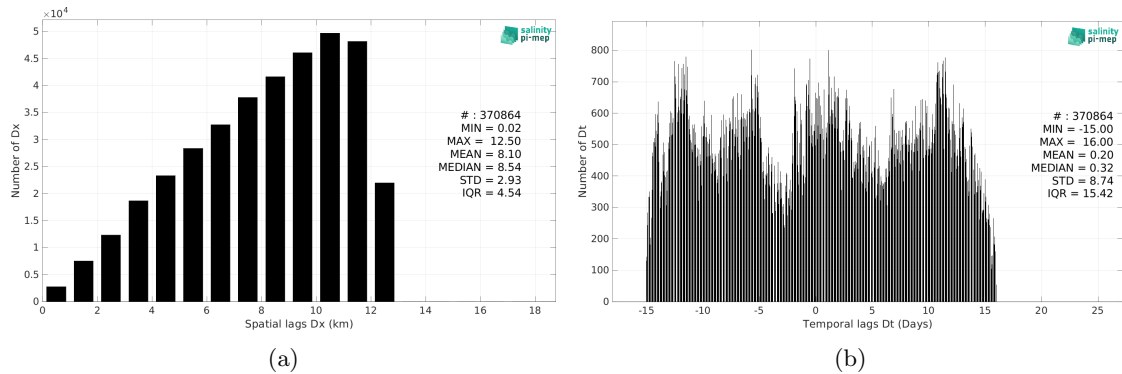 ×10⁴
5
4.5
4
3.5
3
2.5
2
1.5
1
0.5
0
Number of Dx
0 2 4 6 8 10 12 14 16 18
Spatial lags Dx (km)
salinity
pi-mep
# : 370864
MIN = 0.02
MAX = 12.50
MEAN = 8.10
MEDIAN = 8.54
STD = 2.93
IQR = 4.54
(a)
800
700
600
500
400
300
200
100
0
Number of Dt
-15 -10 -5 0 5 10 15 20 25
Temporal lags Dt (Days)
salinity
pi-mep
# : 370864
MIN = -15.00
MAX = 16.00
MEAN = 0.20
MEDIAN = 0.32
STD = 8.74
IQR = 15.42
(b)